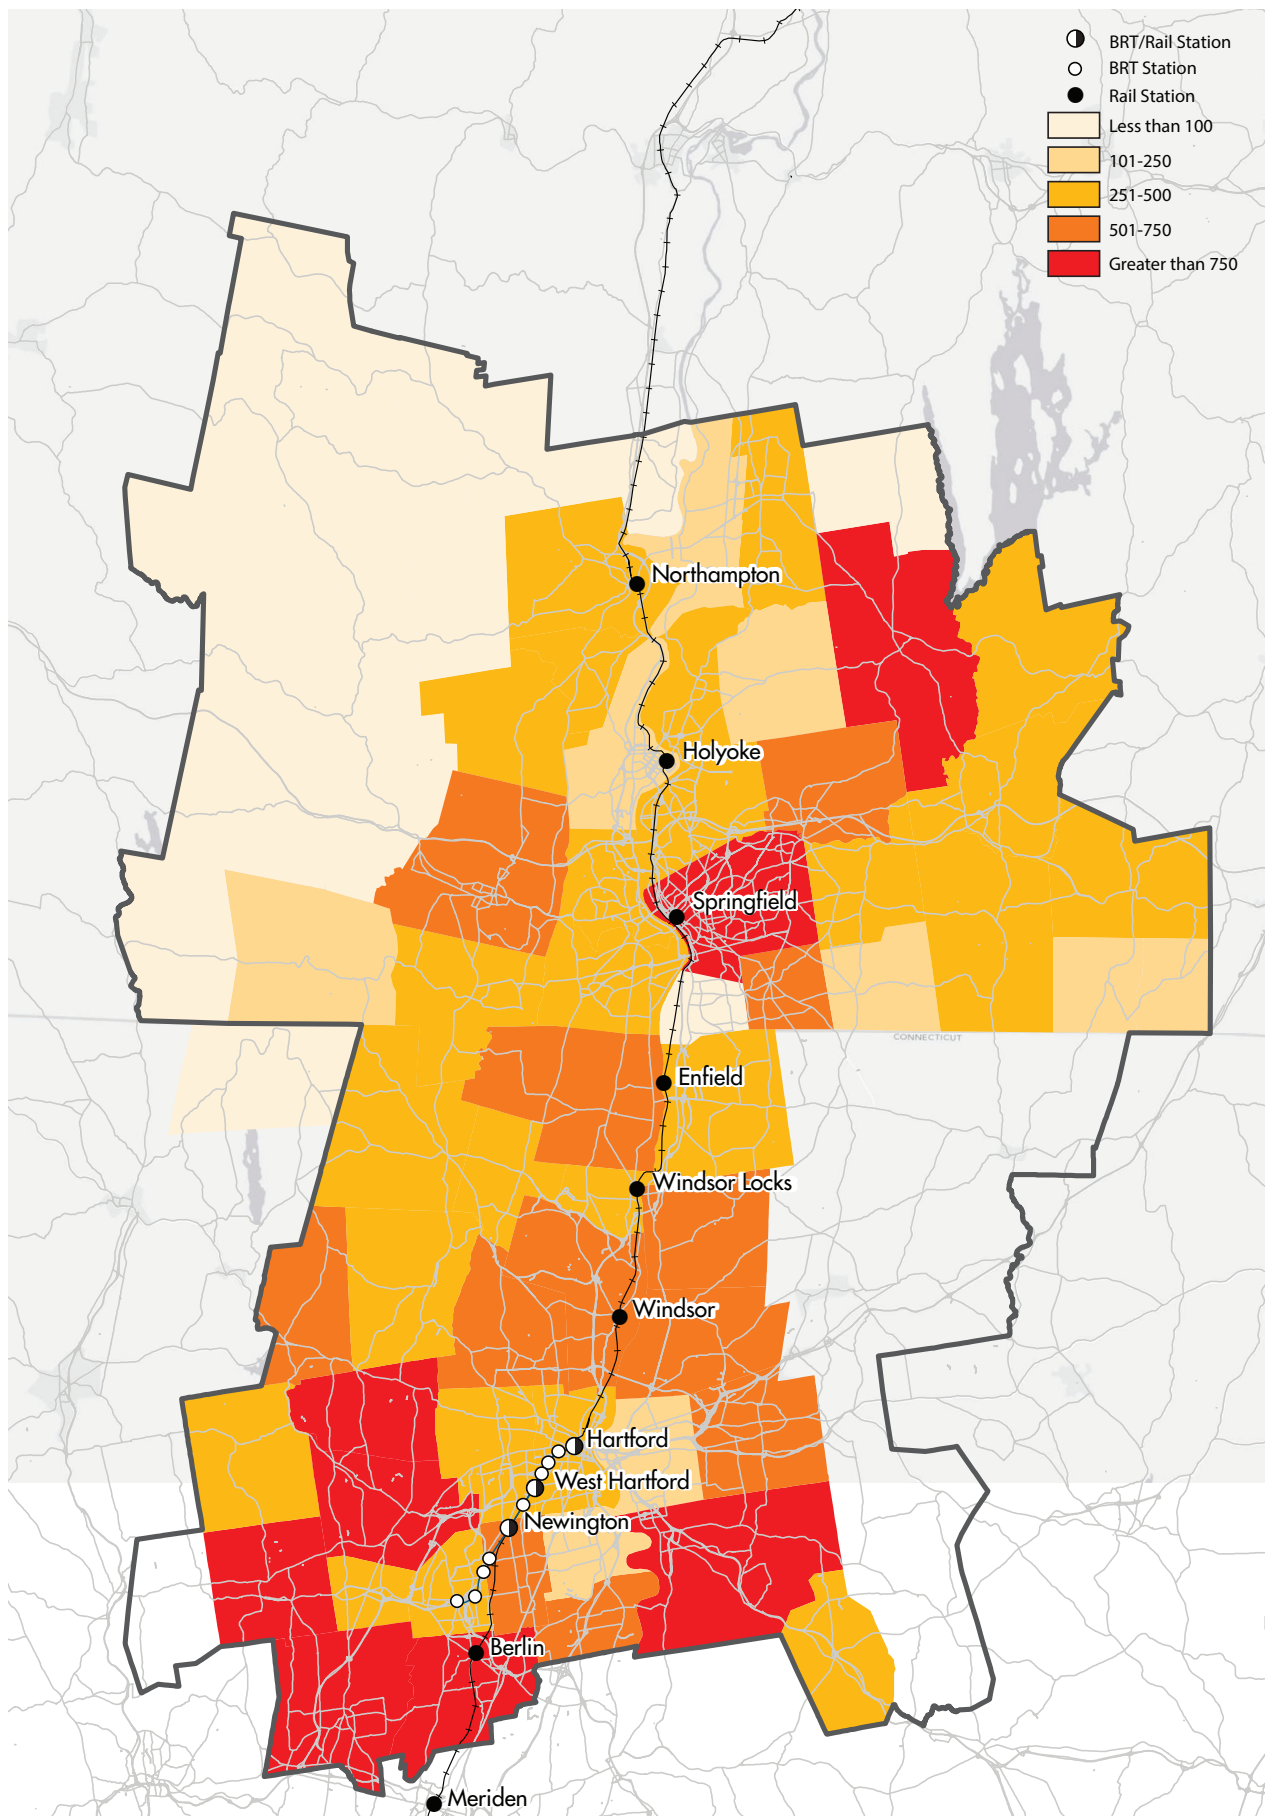 BRT/Rail Station
BRT Station
Rail Station
Less than 100
101-250
251-500
501-750
Greater than 750
Northampton
Holyoke
Springfield
CONNECTICUT
Enfield
Windsor Locks
Windsor
Hartford
West Hartford
Newington
Berlin
Meriden